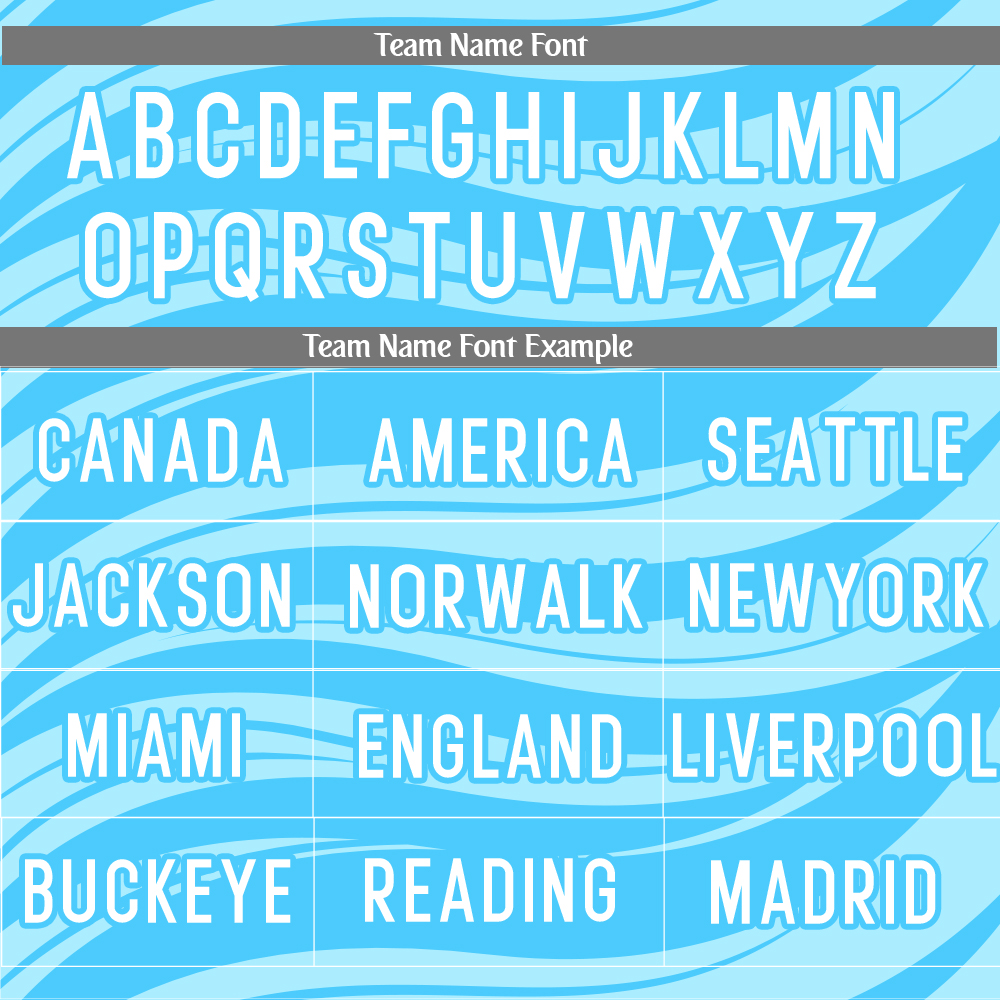 Team Name Font
ABCDEFGHIJKLMN
OPQRSTUVWXYZ
Team Name Font Example
CANADA AMERICA SEATTLE
JACKSON NORWALK NEWYORK
MIAMI ENGLAND LIVERPOOL
BUCKEYE READING MADRID